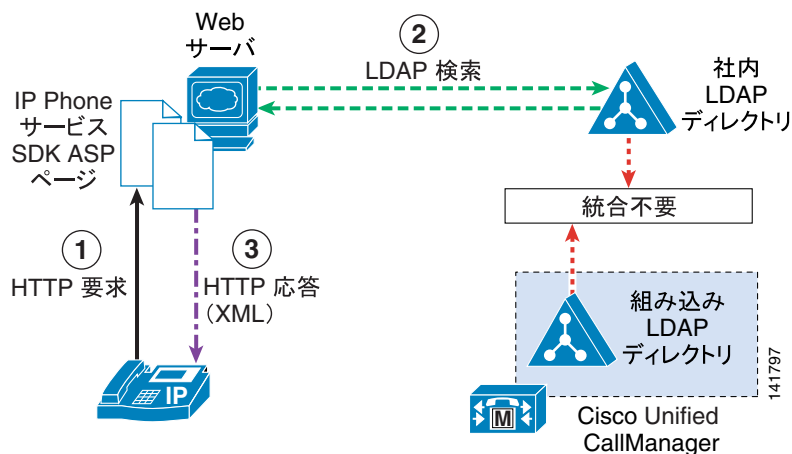 Web
サーバ
②
LDAP 検索
社内
LDAP
ディレクトリ
IP Phone
サービス
SDK ASP
ページ
統合不要
①
HTTP 要求
③
HTTP 応答
（XML）
組み込み
LDAP
ディレクトリ
IP
M
Cisco Unified
CallManager
141797